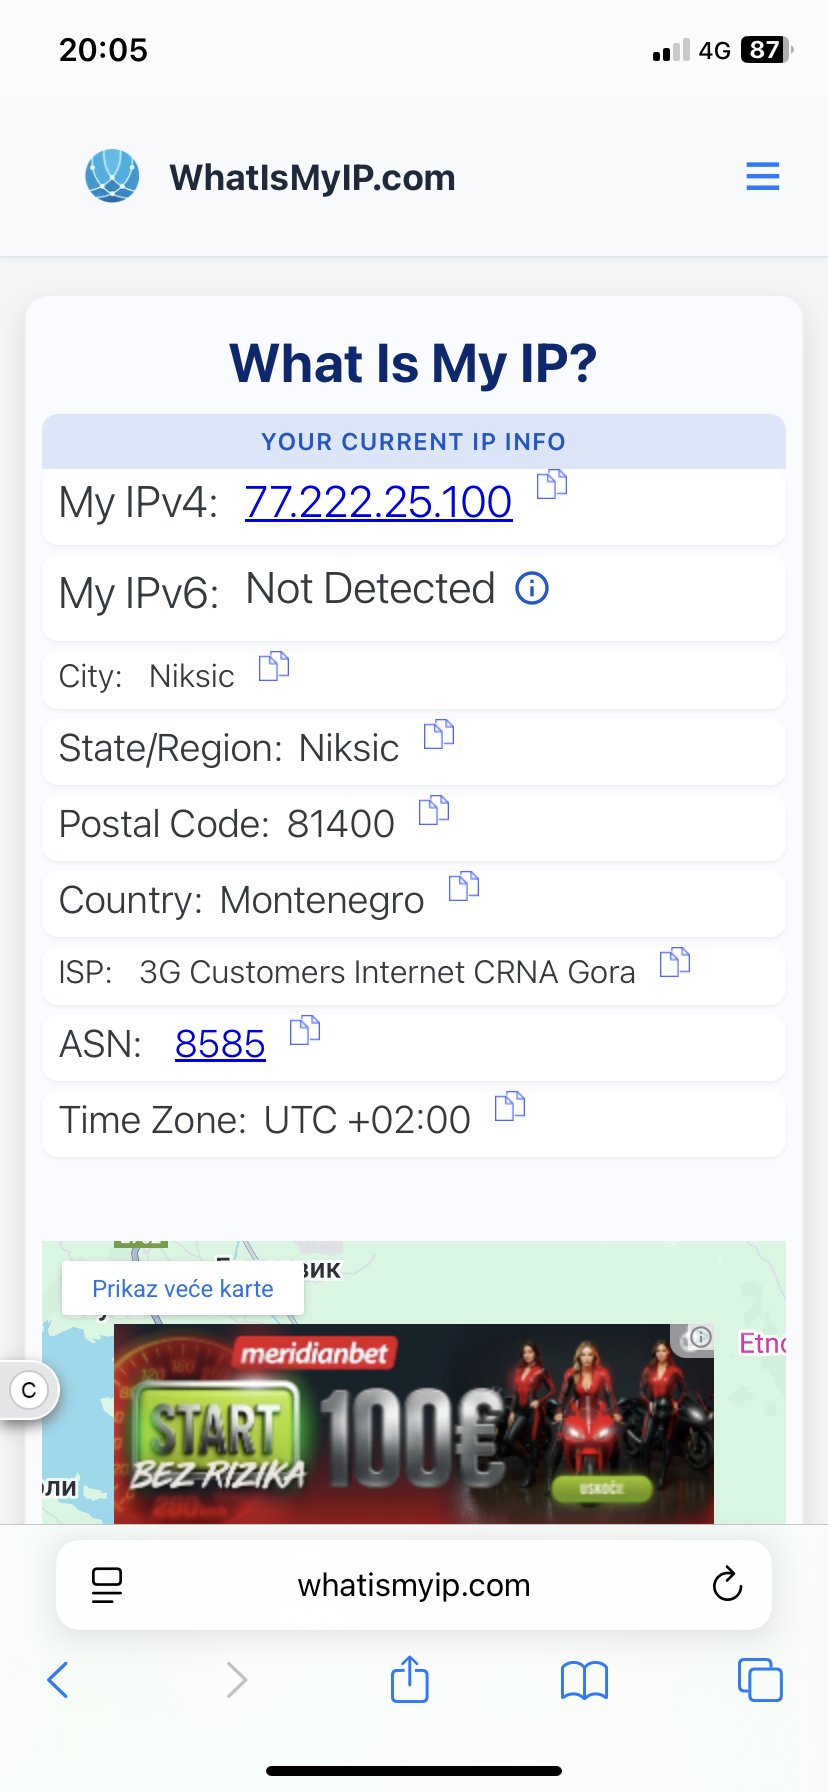 20:05
4G 87
WhatIsMyIP.com
What Is My IP?
YOUR CURRENT IP INFO
My IPv4: 77.222.25.100
My IPv6: Not Detected
City: Niksic
State/Region: Niksic
Postal Code: 81400
Country: Montenegro
ISP: 3G Customers Internet CRNA Gora
ASN: 8585
Time Zone: UTC +02:00
Prikaz veće karte
meridianbet
START 100€
BEZ RIZIKA
USKOČI
C
whatismyip.com